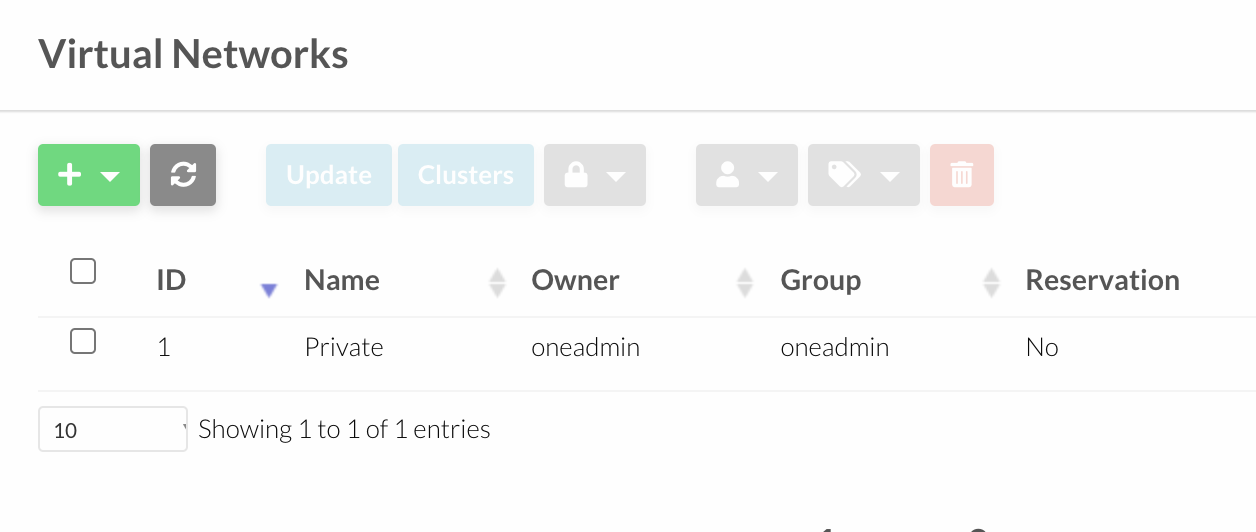 Virtual Networks
Update Clusters
ID Name Owner Group Reservation
1 Private oneadmin oneadmin No
10 Showing 1 to 1 of 1 entries